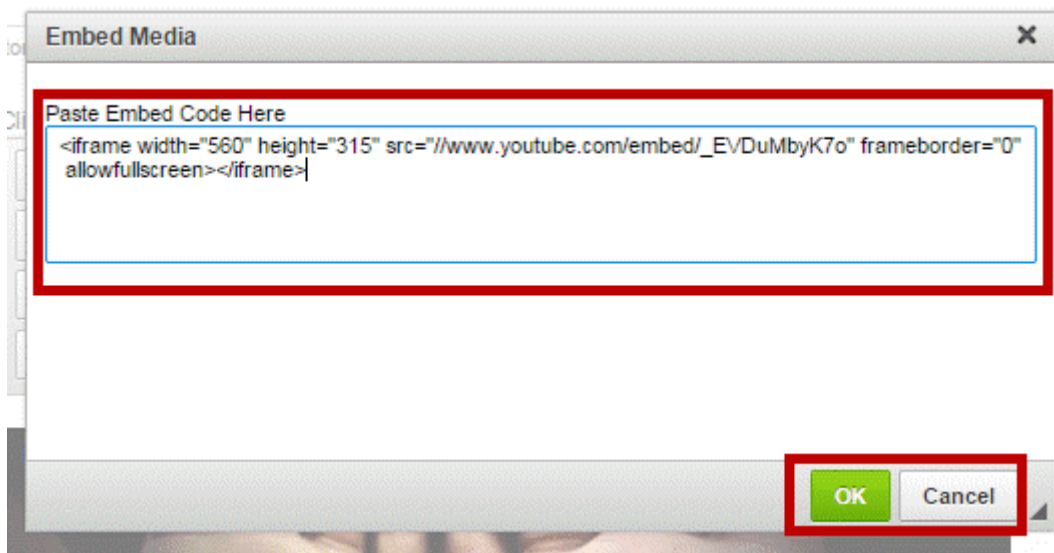 Embed Media
Paste Embed Code Here
<iframe width="560" height="315" src="//www.youtube.com/embed/_EVDuMbyK7o" frameborder="0"
allowfullscreen></iframe>
OK Cancel